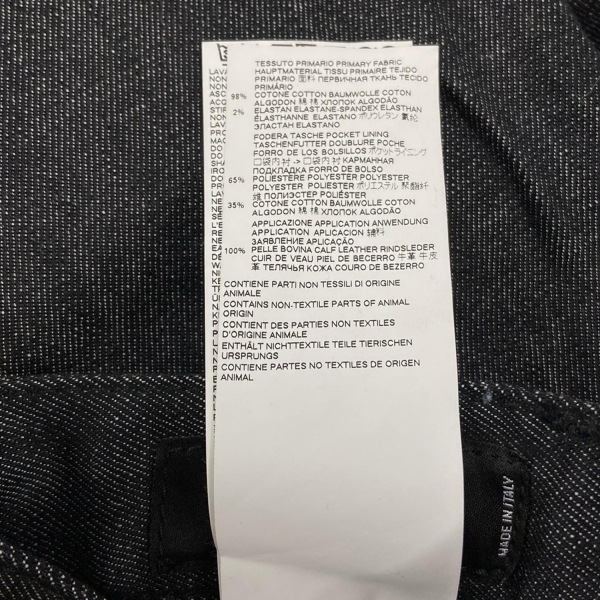 TESSUTO PRIMARIO PRIMARY FABRIC
HAUPTMATERIAL TISSU PRIMAIRE TEJIDO
PRIMARIO 面料 ПЕРВИЧНАЯ ТКАНЬ TECIDO
PRIMÁRIO
98% COTONE COTTON BAUMWOLLE COTON
ALGODON 綿 棉 ХЛОПОК ALGODÃO
2% ELASTAN ELASTANE-SPANDEX ELASTHAN
ÉLASTHANNE ELASTANO ポリウレタン 氨纶
ЭЛАСТАН ELASTANO
FODERA TASCHE POCKET LINING
TASCHENFUTTER DOUBLURE POCHE
FORRO DE LOS BOLSILLOS ポケットライニング
口袋内衬 -> 口袋内衬 КАРМАННАЯ
ПОДКЛАДКА FORRO DE BOLSO
65% POLIESTERE POLYESTER POLYESTER
POLYESTER POLIESTER ポリエステル 聚酯纤
维 ПОЛИЭСТЕР POLIÉSTER
35% COTONE COTTON BAUMWOLLE COTON
ALGODON 綿 棉 ХЛОПОК ALGODÃO
APPLICAZIONE APPLICATION ANWENDUNG
APPLICATION APLICACION 辅料
ЗАЯВЛЕНИЕ APLICAÇÃO
100% PELLE BOVINA CALF LEATHER RINDSLEDER
CUIR DE VEAU PIEL DE BECERRO 牛革 牛皮
革 ТЕЛЯЧЬЯ КОЖА COURO DE BEZERRO
CONTIENE PARTI NON TESSILI DI ORIGINE
ANIMALE
CONTAINS NON-TEXTILE PARTS OF ANIMAL
ORIGIN
CONTIENT DES PARTIES NON TEXTILES
D'ORIGINE ANIMALE
ENTHÄLT NICHTTEXTILE TEILE TIERISCHEN
URSPRUNGS
CONTIENE PARTES NO TEXTILES DE ORIGEN
ANIMAL
MADE IN ITALY